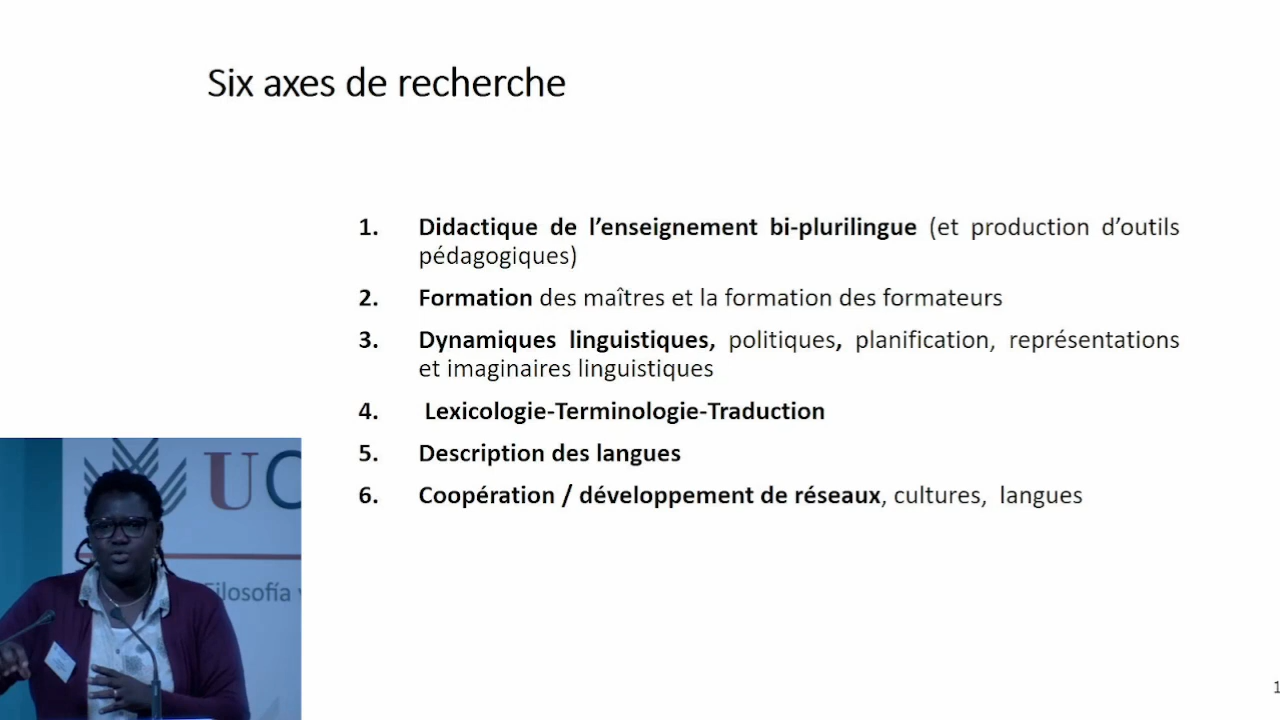 Six axes de recherche
1. Didactique de l’enseignement bi-plurilingue (et production d’outils
pédagogiques)
2. Formation des maîtres et la formation des formateurs
3. Dynamiques linguistiques, politiques, planification, représentations
et imaginaires linguistiques
4. Lexicologie-Terminologie-Traduction
5. Description des langues
6. Coopération / développement de réseaux, cultures, langues
UC
Filosofía
1